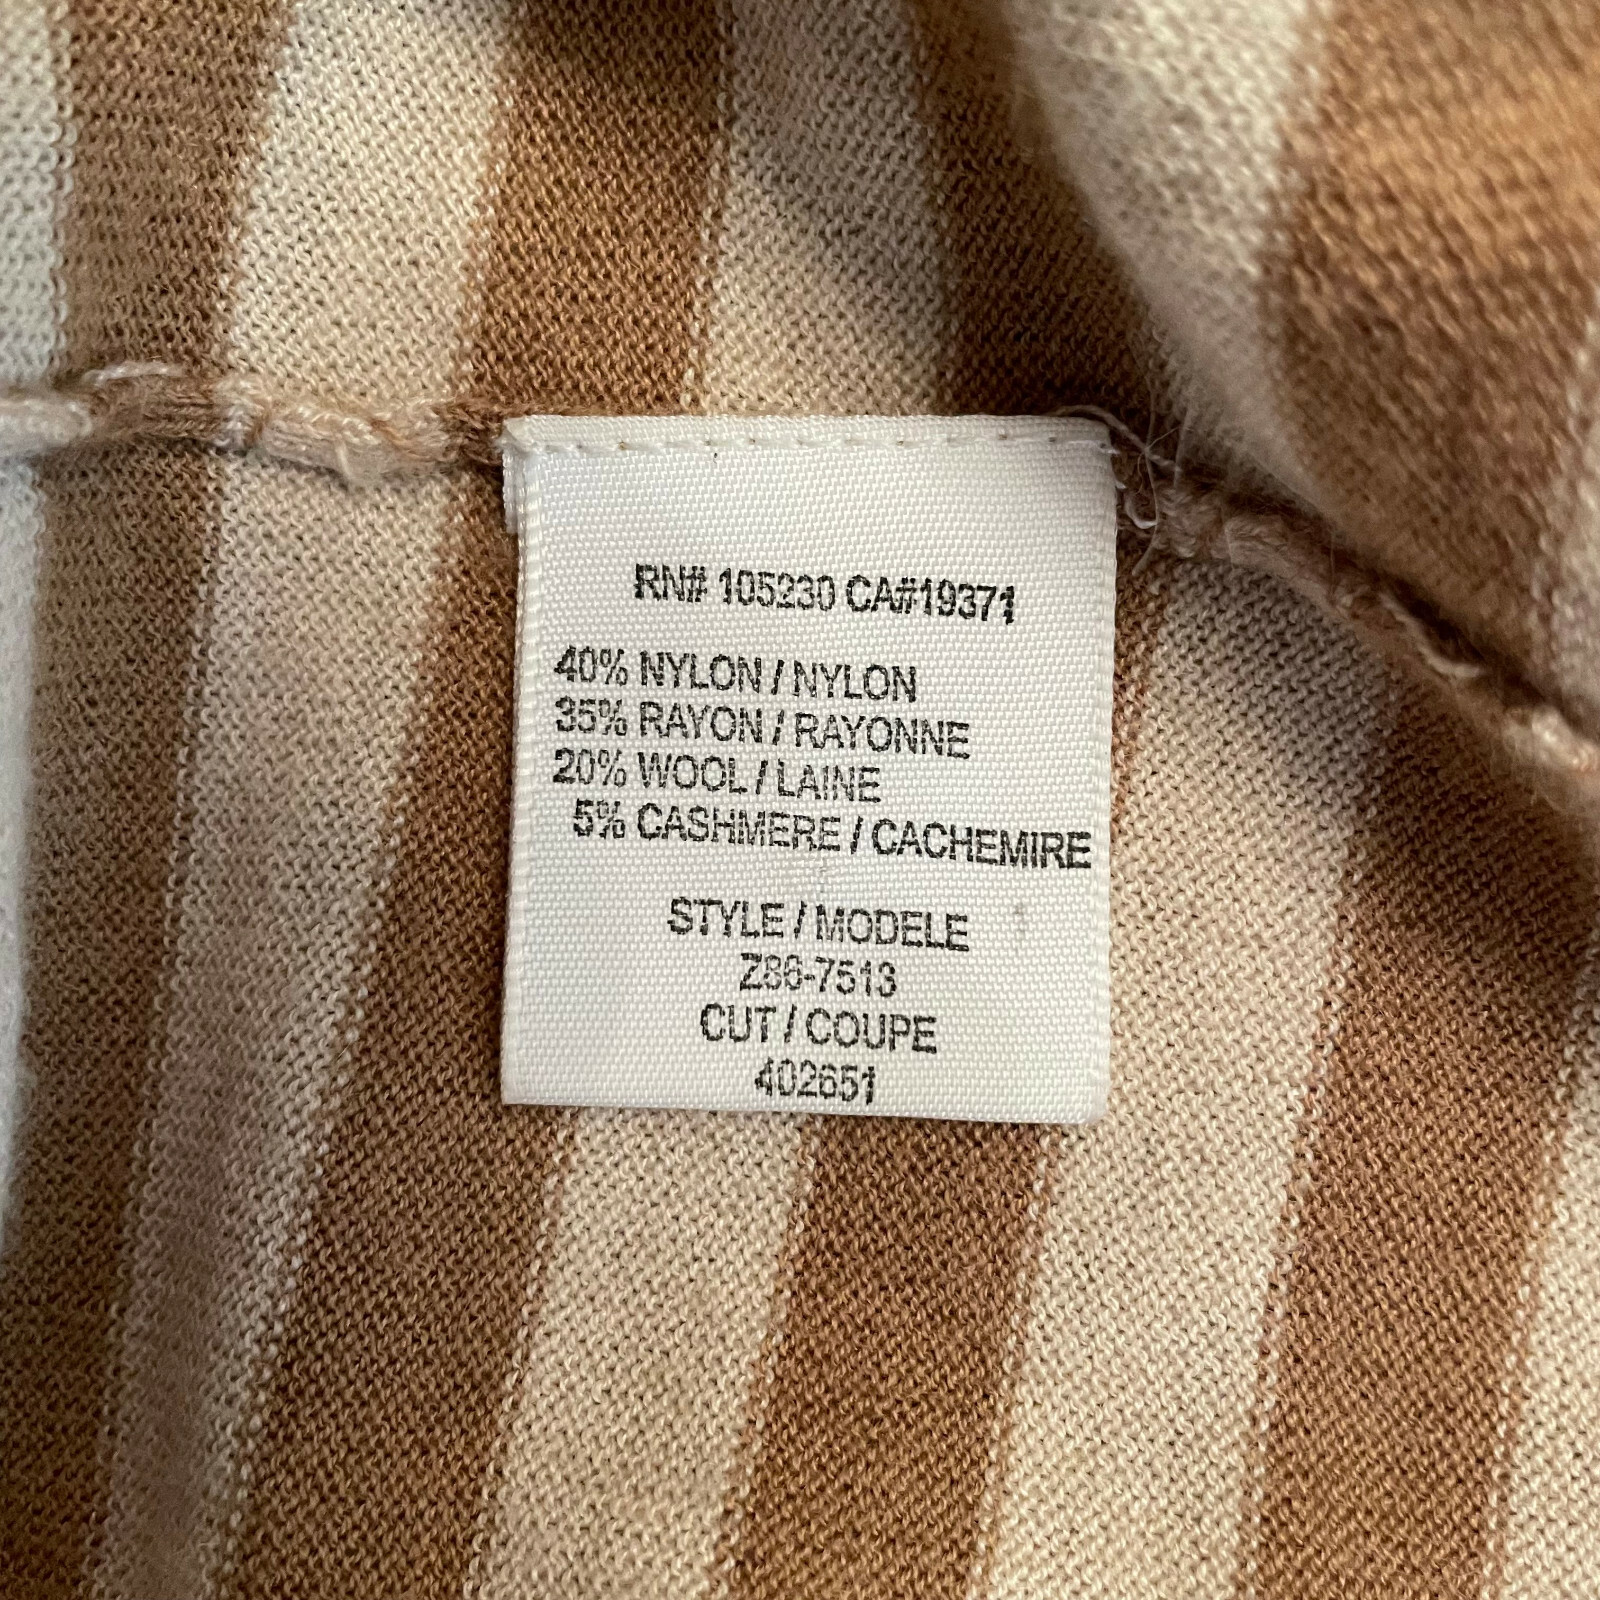 RN# 105230 CA#19371
40% NYLON / NYLON
35% RAYON / RAYONNE
20% WOOL / LAINE
5% CASHMERE / CACHEMIRE
STYLE / MODELE
Z86-7513
CUT / COUPE
402651